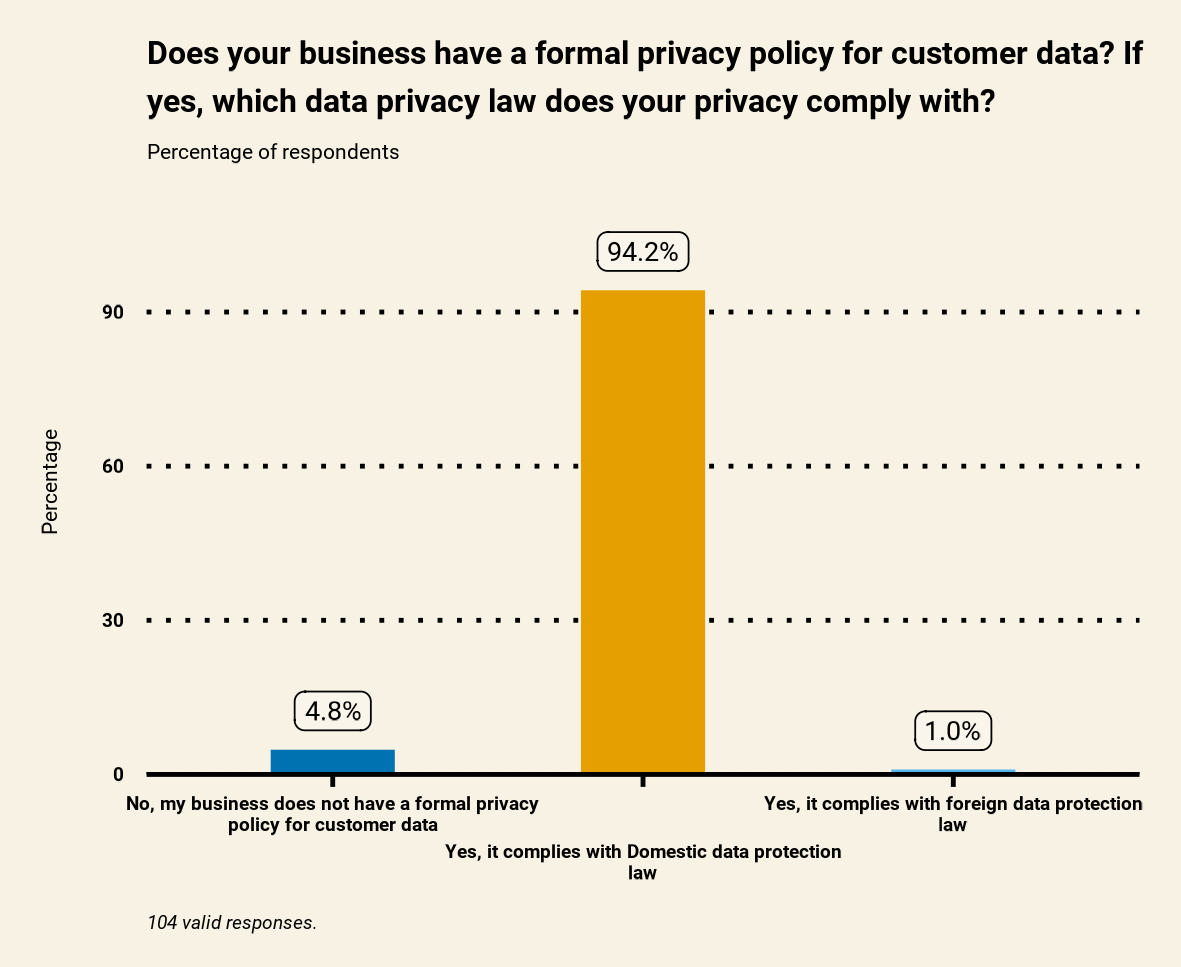 Does your business have a formal privacy policy for customer data? If
yes, which data privacy law does your privacy comply with?
Percentage of respondents
94.2%
90
60
Percentage
30
4.8%
1.0%
0
No, my business does not have a formal privacy
policy for customer data
Yes, it complies with foreign data protection
law
Yes, it complies with Domestic data protection
law
104 valid responses.